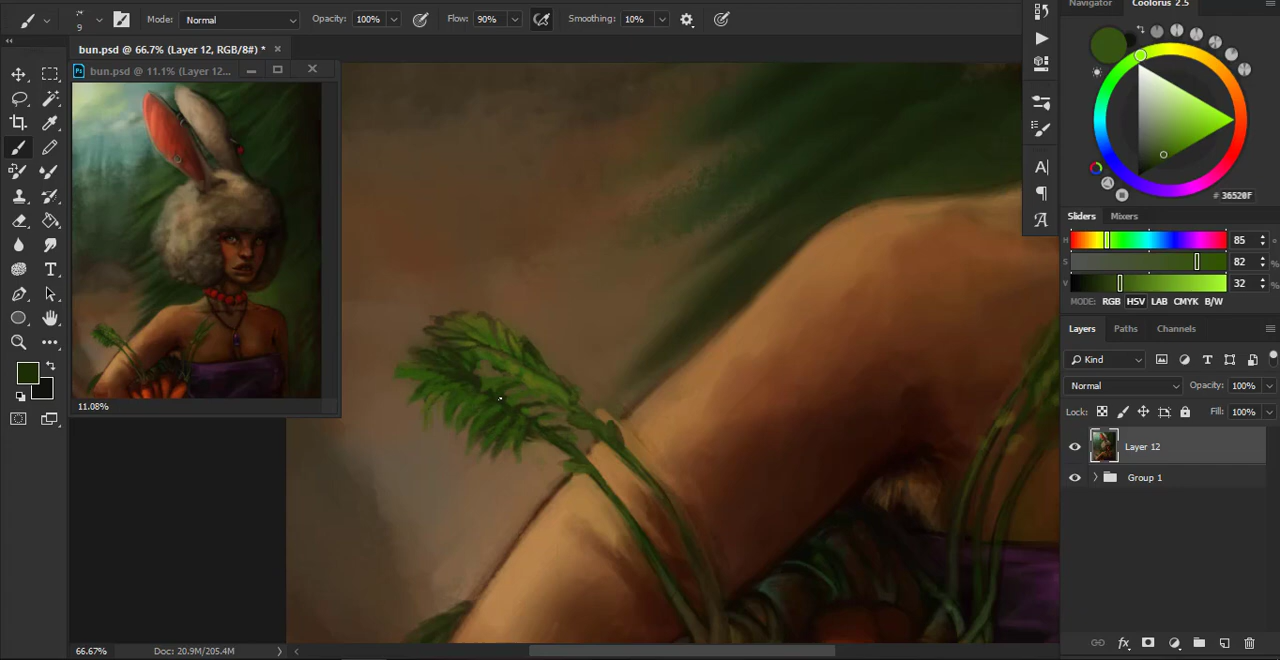 Mode: Normal Opacity: 100% Flow: 90% Smoothing: 10%
9
Navigator Coolorus 2.5
bun.psd @ 66.7% (Layer 12, RGB/8#) * ×
Ps bun.psd @ 11.1% (Layer 12...
# 36520F
Sliders Mixers
H 85 °
S 82 %
V 32 %
MODE: RGB HSV LAB CMYK B/W
Layers Paths Channels
Kind
Normal Opacity: 100%
Lock: Fill: 100%
Layer 12
Group 1
11.08%
66.67% Doc: 20.9M/205.4M